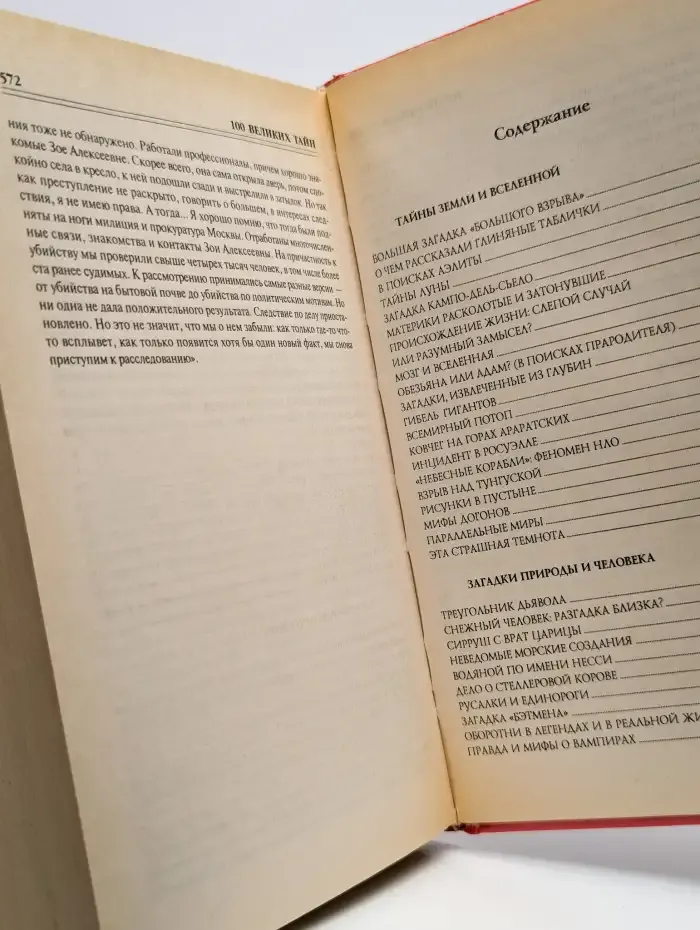 572
100 ВЕЛИКИХ ТАЙН
ния тоже не обнаружено. Работали профессионалы, причем хорошо зна-
комые Зое Алексеевне. Скорее всего, она сама открыла дверь, потом спо-
койно села в кресло, к ней подошли сзади и выстрелили в затылок. Но так
как преступление не раскрыто, говорить о большем, в интересах след-
ствия, я не имею права. А тогда... Я хорошо помню, что тогда были под-
няты на ноги милиция и прокуратура Москвы. Отработаны многочислен-
ные связи, знакомства и контакты Зои Алексеевны. На причастность к
убийству мы проверили свыше четырех тысяч человек, в том числе более
ста ранее судимых. К рассмотрению принимались самые разные версии —
от убийства на бытовой почве до убийства по политическим мотивам. Но
ни одна не дала положительного результата. Следствие по делу приоста-
новлено. Но это не значит, что мы о нем забыли: как только где-то что-
то всплывет, как только появится хотя бы один новый факт, мы снова
приступим к расследованию».
Содержание
ТАЙНЫ ЗЕМЛИ И ВСЕЛЕННОЙ
БОЛЬШАЯ ЗАГАДКА «БОЛЬШОГО ВЗРЫВА»
О ЧЕМ РАССКАЗАЛИ ГЛИНЯНЫЕ ТАБЛИЧКИ
В ПОИСКАХ АЭЛИТЫ
ТАЙНЫ ЛУНЫ
ЗАГАДКА КАМПО-ДЕЛЬ-СЬЕЛО
МАТЕРИКИ РАСКОЛОТЫЕ И ЗАТОНУВШИЕ
ПРОИСХОЖДЕНИЕ ЖИЗНИ: СЛЕПОЙ СЛУЧАЙ
ИЛИ РАЗУМНЫЙ ЗАМЫСЕЛ?
МОЗГ И ВСЕЛЕННАЯ
ОБЕЗЬЯНА ИЛИ АДАМ? (В ПОИСКАХ ПРАРОДИТЕЛЯ)
ЗАГАДКИ, ИЗВЛЕЧЕННЫЕ ИЗ ГЛУБИН
ГИБЕЛЬ ГИГАНТОВ
ВСЕМИРНЫЙ ПОТОП
КОВЧЕГ НА ГОРАХ АРАРАТСКИХ
ИНЦИДЕНТ В РОСУЭЛЛЕ
«НЕБЕСНЫЕ КОРАБЛИ»: ФЕНОМЕН НЛО
ВЗРЫВ НАД ТУНГУСКОЙ
РИСУНКИ В ПУСТЫНЕ
МИФЫ ДОГОНОВ
ПАРАЛЛЕЛЬНЫЕ МИРЫ
ЭТА СТРАШНАЯ ТЕМНОТА
ЗАГАДКИ ПРИРОДЫ И ЧЕЛОВЕКА
ТРЕУГОЛЬНИК ДЬЯВОЛА
СНЕЖНЫЙ ЧЕЛОВЕК: РАЗГАДКА БЛИЗКА?
СИРРУШ С ВРАТ ЦАРИЦЫ
НЕВЕДОМЫЕ МОРСКИЕ СОЗДАНИЯ
ВОДЯНОЙ ПО ИМЕНИ НЕССИ
ДЕЛО О СТЕЛЛЕРОВОЙ КОРОВЕ
РУСАЛКИ И ЕДИНОРОГИ
ЗАГАДКА «БЭТМЕНА»
ОБОРОТНИ В ЛЕГЕНДАХ И В РЕАЛЬНОЙ ЖИ
ПРАВДА И МИФЫ О ВАМПИРАХ